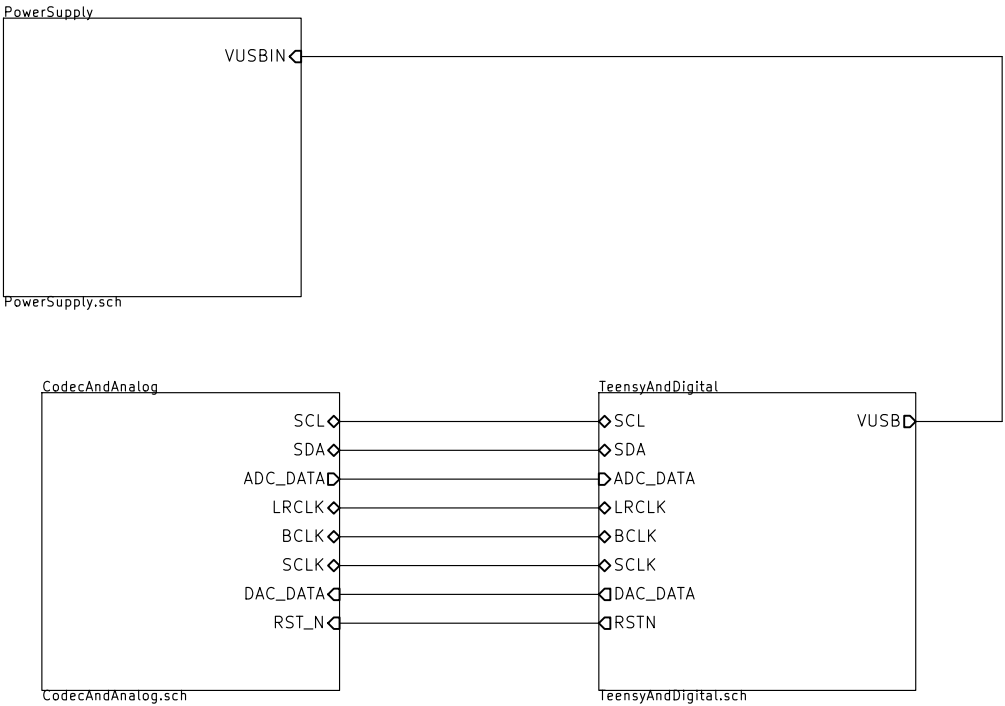 PowerSupply
VUSBIN
PowerSupply.sch
CodecAndAnalog
SCL
SDA
ADC_DATA
LRCLK
BCLK
SCLK
DAC_DATA
RST_N
CodecAndAnalog.sch
TeensyAndDigital
SCL
SDA
ADC_DATA
LRCLK
BCLK
SCLK
DAC_DATA
RSTN
VUSB
TeensyAndDigital.sch